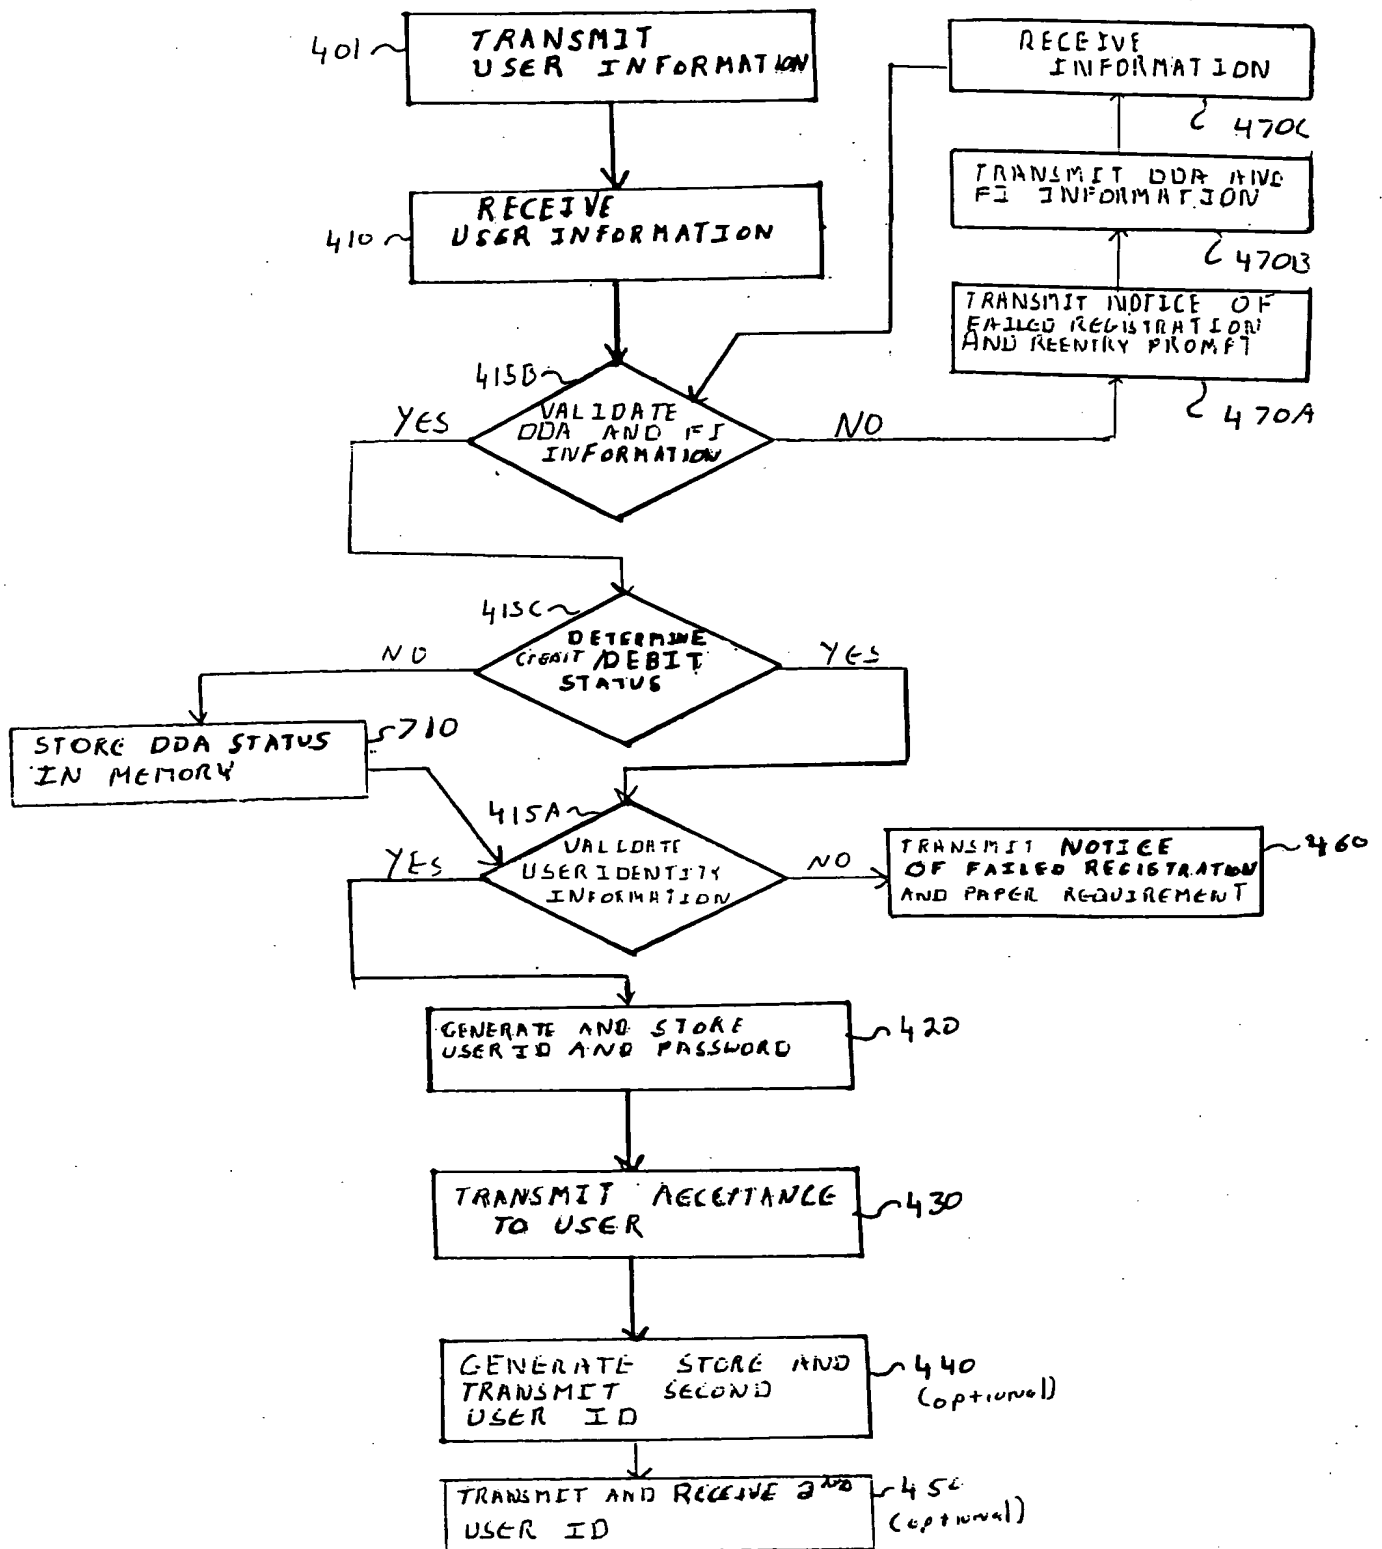 401
TRANSMIT
USER INFORMATION
RECEIVE
INFORMATION
470C
TRANSMIT DDA AND
FI INFORMATION
470B
TRANSMIT NOTICE OF
FAILED REGISTRATION
AND REENTRY PROMPT
470A
410
RECEIVE
USER INFORMATION
415B
VALIDATE
DDA AND FI
INFORMATION
YES
NO
415C
DETERMINE
CREDIT/DEBIT
STATUS
NO
YES
STORE DDA STATUS
IN MEMORY
710
415A
VALIDATE
USER IDENTITY
INFORMATION
YES
NO
TRANSMIT NOTICE
OF FAILED REGISTRATION
AND PAPER REQUIREMENT
460
GENERATE AND STORE
USER ID AND PASSWORD
420
TRANSMIT ACCEPTANCE
TO USER
430
GENERATE STORE AND
TRANSMIT SECOND
USER ID
440
(optional)
TRANSMIT AND RECEIVE 2ND
USER ID
(optional)